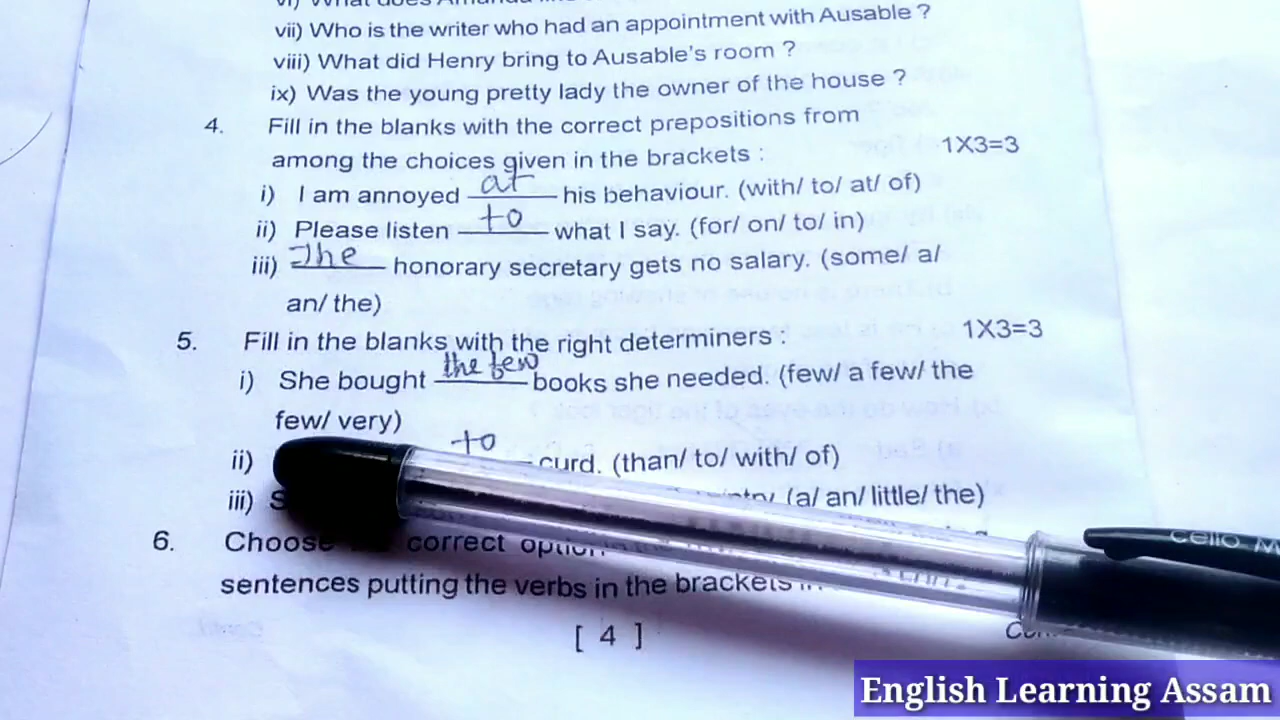 vii) Who is the writer who had an appointment with Ausable ?
viii) What did Henry bring to Ausable's room ?
ix) Was the young pretty lady the owner of the house ?
4. Fill in the blanks with the correct prepositions from
among the choices given in the brackets : 1X3=3
i) I am annoyed at his behaviour. (with/ to/ at/ of)
ii) Please listen to what I say. (for/ on/ to/ in)
iii) The honorary secretary gets no salary. (some/ a/
an/ the)
5. Fill in the blanks with the right determiners : 1X3=3
i) She bought the few books she needed. (few/ a few/ the
few/ very)
ii) to curd. (than/ to/ with/ of)
iii) (a/ an/ little/ the)
6. Choose correct
sentences putting the verbs in the brackets
[ 4 ]
cello
English Learning Assam